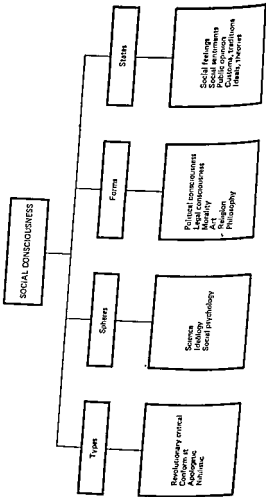 SOCIAL CONSCIOUSNESS
Types
Spheres
Forms
States
Revolutionary critical
Conformist
Apologetic
Nihilistic
Science
Ideology
Social psychology
Political consciousness
Legal consciousness
Morality
Art
Religion
Philosophy
Social feelings
Social sentiments
Public opinion
Customs, traditions
Ideals, theories